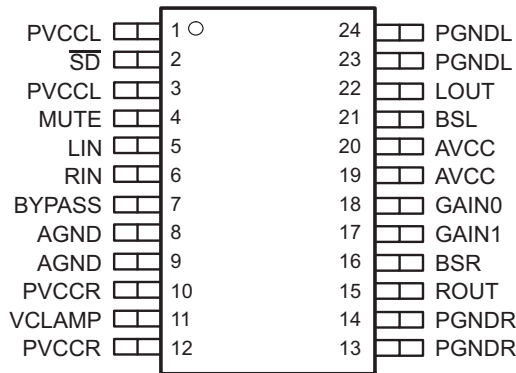 PVCCL 1 24 PGNDL
SD 2 23 PGNDL
PVCCL 3 22 LOUT
MUTE 4 21 BSL
LIN 5 20 AVCC
RIN 6 19 AVCC
BYPASS 7 18 GAIN0
AGND 8 17 GAIN1
AGND 9 16 BSR
PVCCR 10 15 ROUT
VCLAMP 11 14 PGNDR
PVCCR 12 13 PGNDR